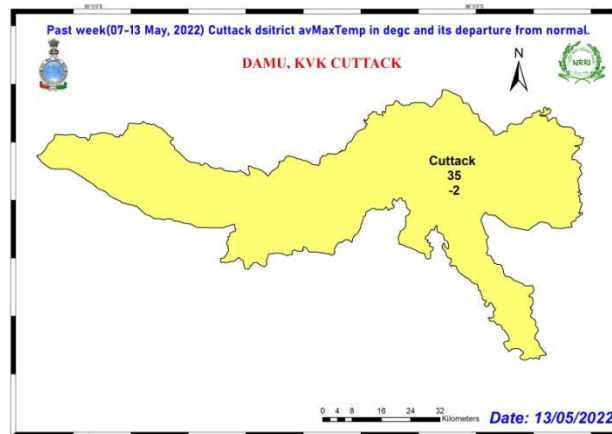 Past week(07-13 May, 2022) Cuttack dsitrict avMaxTemp in degc and its departure from normal.
DAMU, KVK CUTTACK
N
NRRI
Cuttack
35
-2
0 4 8 16 24 32
Kilometers
Date: 13/05/2022